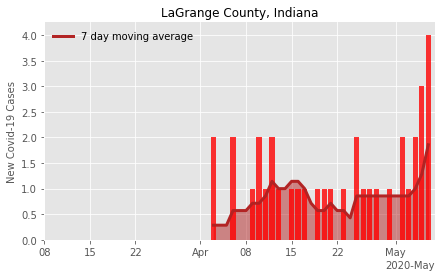 LaGrange County, Indiana
7 day moving average
New Covid-19 Cases
4.0
3.5
3.0
2.5
2.0
1.5
1.0
0.5
0.0
08 15 22 Apr 08 15 22 May
2020-May